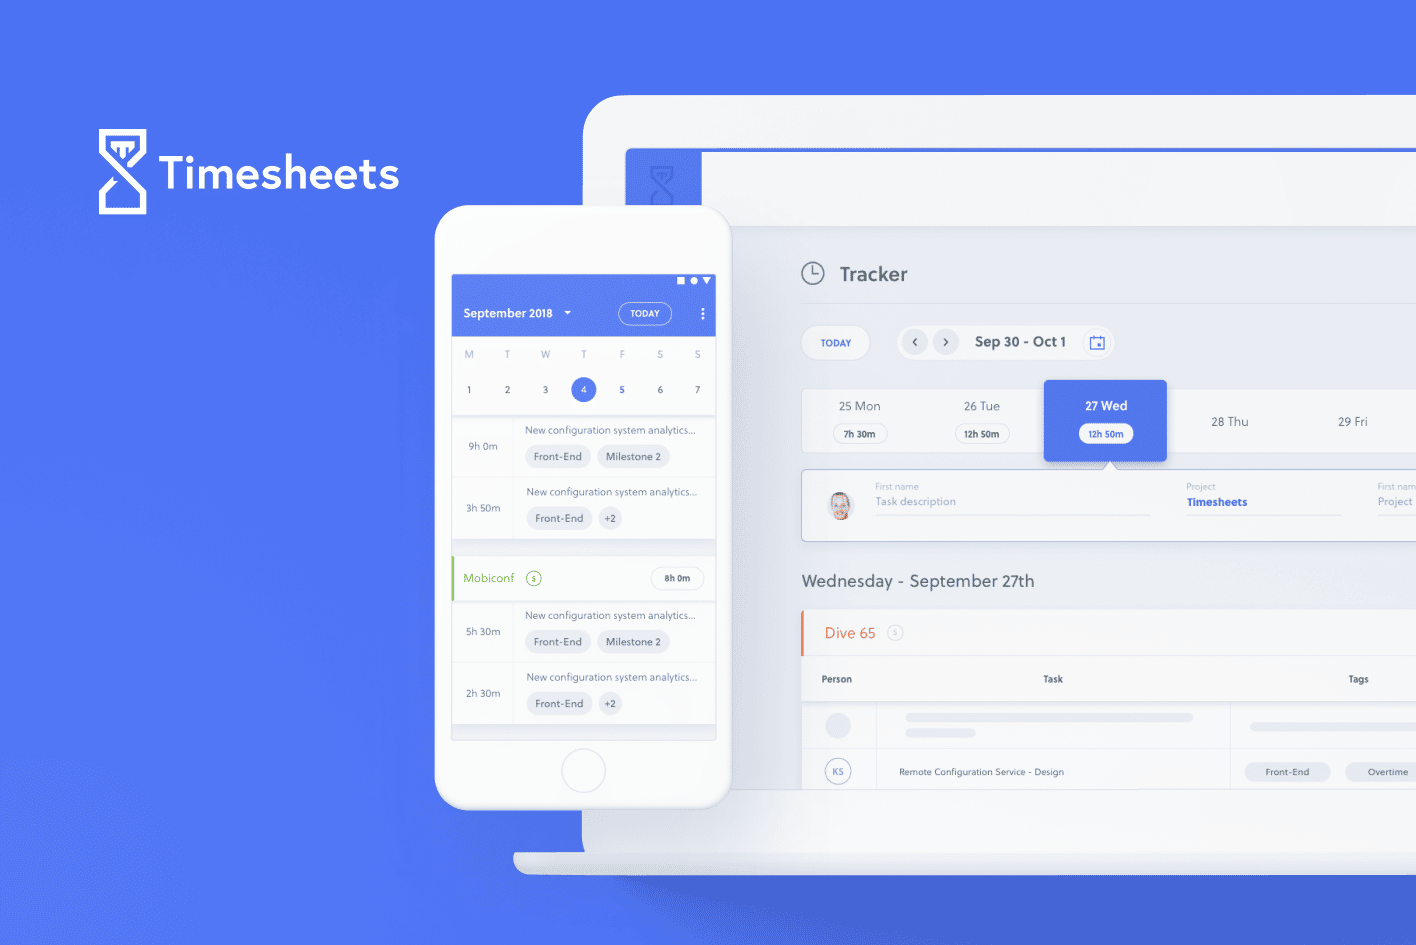 Timesheets
September 2018
TODAY
M T W T F S S
1 2 3 4 5 6 7
9h 0m
New configuration system analytics...
Front-End Milestone 2
3h 50m
New configuration system analytics...
Front-End +2
Mobiconf $ 8h 0m
5h 30m
New configuration system analytics...
Front-End Milestone 2
2h 30m
New configuration system analytics...
Front-End +2
Tracker
TODAY
< > Sep 30 - Oct 1
25 Mon 26 Tue 27 Wed 28 Thu 29 Fri
7h 30m 12h 50m 12h 50m
First name Project First nam
Task description Timesheets Project
Wednesday - September 27th
Dive 65 $
Person Task Tags
KS Remote Configuration Service - Design Front-End Overtime